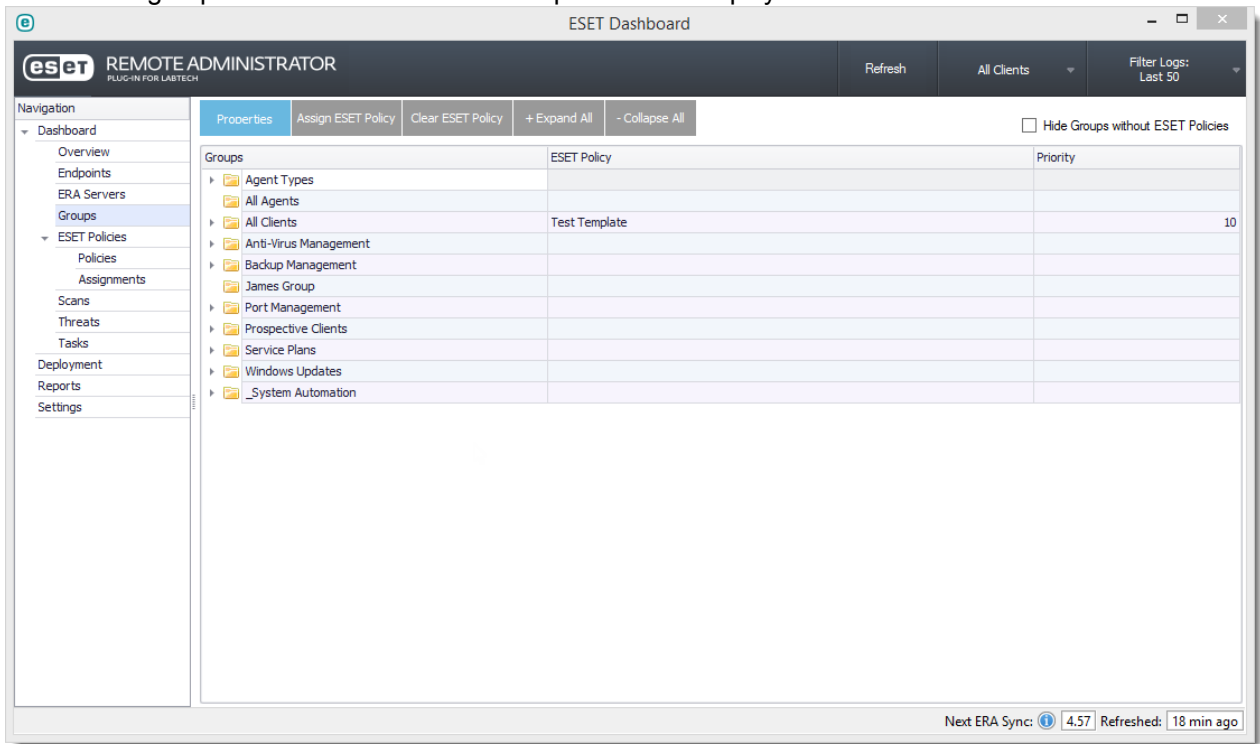 ESET Dashboard
eset REMOTE ADMINISTRATOR
PLUG-IN FOR LABTECH
Refresh
All Clients
Filter Logs:
Last 50
Navigation
Dashboard
Overview
Endpoints
ERA Servers
Groups
ESET Policies
Policies
Assignments
Scans
Threats
Tasks
Deployment
Reports
Settings
Properties
Assign ESET Policy
Clear ESET Policy
+ Expand All
- Collapse All
Hide Groups without ESET Policies
Groups ESET Policy Priority
Agent Types
All Agents
All Clients Test Template 10
Anti-Virus Management
Backup Management
James Group
Port Management
Prospective Clients
Service Plans
Windows Updates
_System Automation
Next ERA Sync: 4.57 Refreshed: 18 min ago